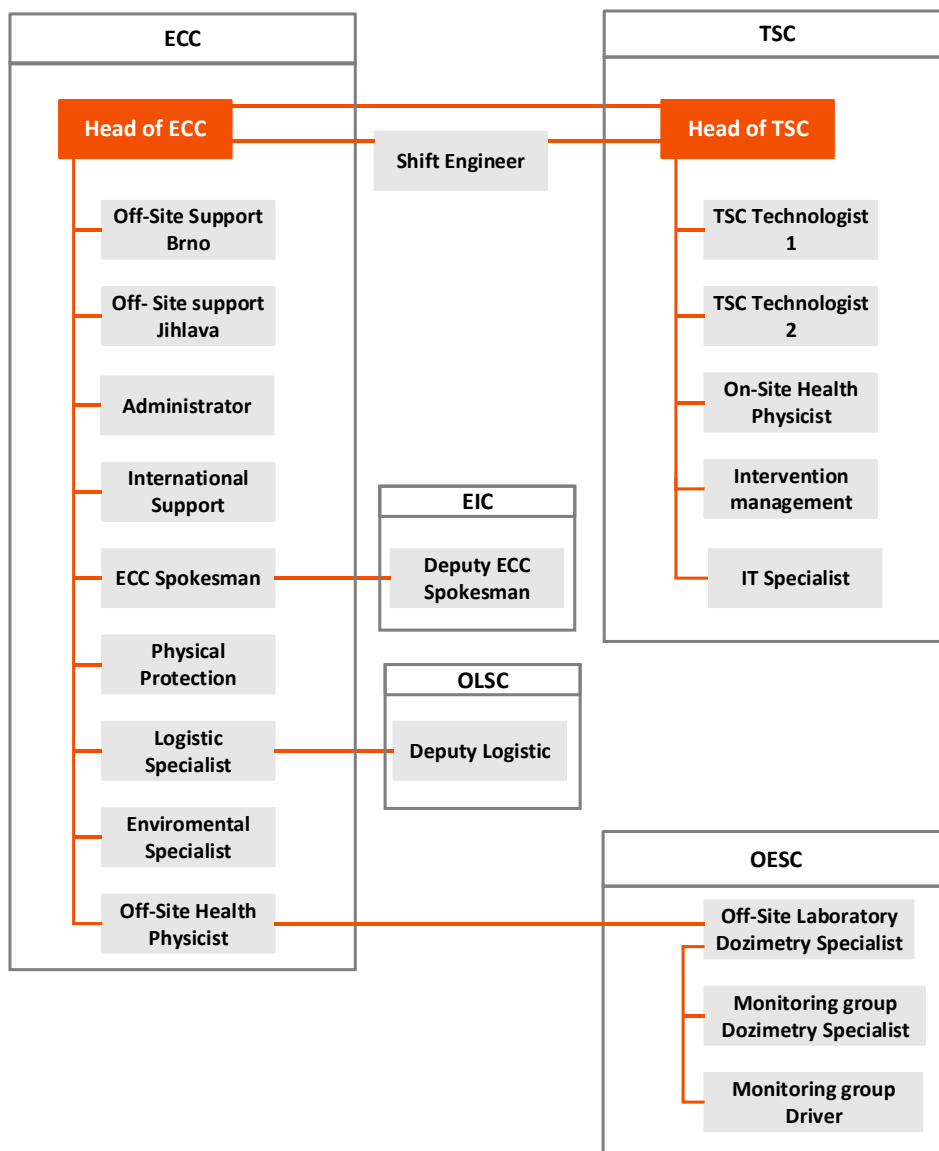 ECC
Head of ECC
Off-Site Support
Brno
Off- Site support
Jihlava
Administrator
International
Support
ECC Spokesman
Physical
Protection
Logistic
Specialist
Enviromental
Specialist
Off-Site Health
Physicist
Shift Engineer
EIC
Deputy ECC
Spokesman
OLSC
Deputy Logistic
TSC
Head of TSC
TSC Technologist
1
TSC Technologist
2
On-Site Health
Physicist
Intervention
management
IT Specialist
OESC
Off-Site Laboratory
Dozimetry Specialist
Monitoring group
Dozimetry Specialist
Monitoring group
Driver